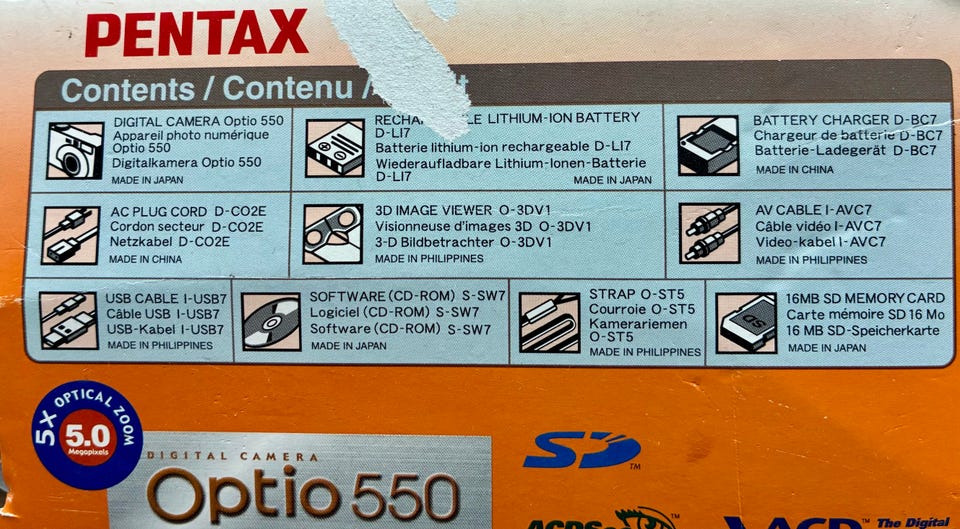 PENTAX
Contents / Contenu /
DIGITAL CAMERA Optio 550
Appareil photo numérique
Optio 550
Digitalkamera Optio 550
MADE IN JAPAN
LITHIUM-ION BATTERY
D-LI7
Batterie lithium-ion rechargeable D-LI7
Wiederaufladbare Lithium-Ionen-Batterie
D-LI7
MADE IN JAPAN
BATTERY CHARGER D-BC7
Chargeur de batterie D-BC7
Batterie-Ladegerät D-BC7
MADE IN CHINA
AC PLUG CORD D-CO2E
Cordon secteur D-CO2E
Netzkabel D-CO2E
MADE IN CHINA
3D IMAGE VIEWER O-3DV1
Visionneuse d'images 3D O-3DV1
3-D Bildbetrachter O-3DV1
MADE IN PHILIPPINES
AV CABLE I-AVC7
Câble vidéo I-AVC7
Video-kabel I-AVC7
MADE IN PHILIPPINES
USB CABLE I-USB7
Câble USB I-USB7
USB-Kabel I-USB7
MADE IN PHILIPPINES
SOFTWARE (CD-ROM) S-SW7
Logiciel (CD-ROM) S-SW7
Software (CD-ROM) S-SW7
MADE IN JAPAN
STRAP O-ST5
Courroie O-ST5
Kamerariemen
O-ST5
MADE IN PHILIPPINES
SD
16MB SD MEMORY CARD
Carte mémoire SD 16 Mo
16 MB SD-Speicherkarte
MADE IN JAPAN
5X OPTICAL ZOOM
5.0
Megapixels
DIGITAL CAMERA
Optio 550
SD TM
ACDSee TM
ACD TM The Digital